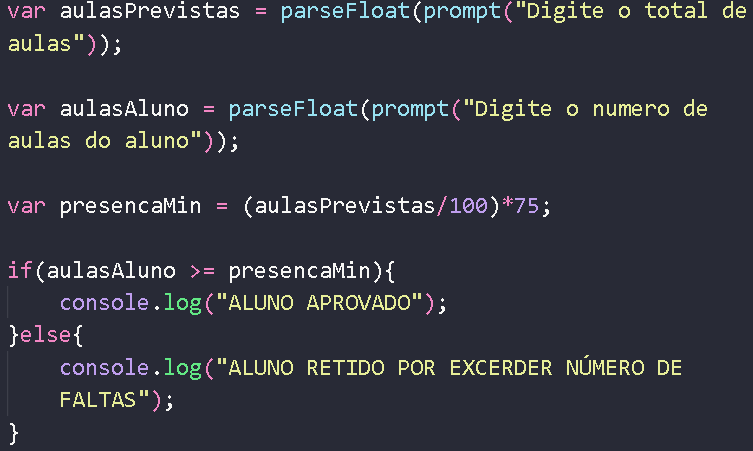 var aulasPrevistas = parseFloat(prompt("Digite o total de
aulas"));
var aulasAluno = parseFloat(prompt("Digite o numero de
aulas do aluno"));
var presencaMin = (aulasPrevistas/100)*75;
if(aulasAluno >= presencaMin){
console.log("ALUNO APROVADO");
}else{
console.log("ALUNO RETIDO POR EXCERDER NÚMERO DE
FALTAS");
}